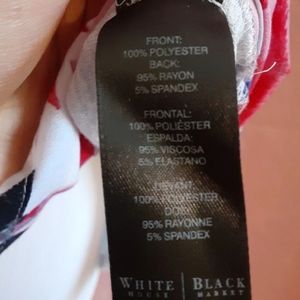 FRONT:
100% POLYESTER
BACK:
95% RAYON
5% SPANDEX
FRONTAL:
100% POLIÉSTER
ESPALDA:
95% VISCOSA
5% ELASTANO
DEVANT:
100% POLYESTER
DOS:
95% RAYONNE
5% SPANDEX
WHITE | BLACK
HOUSE | MARKET